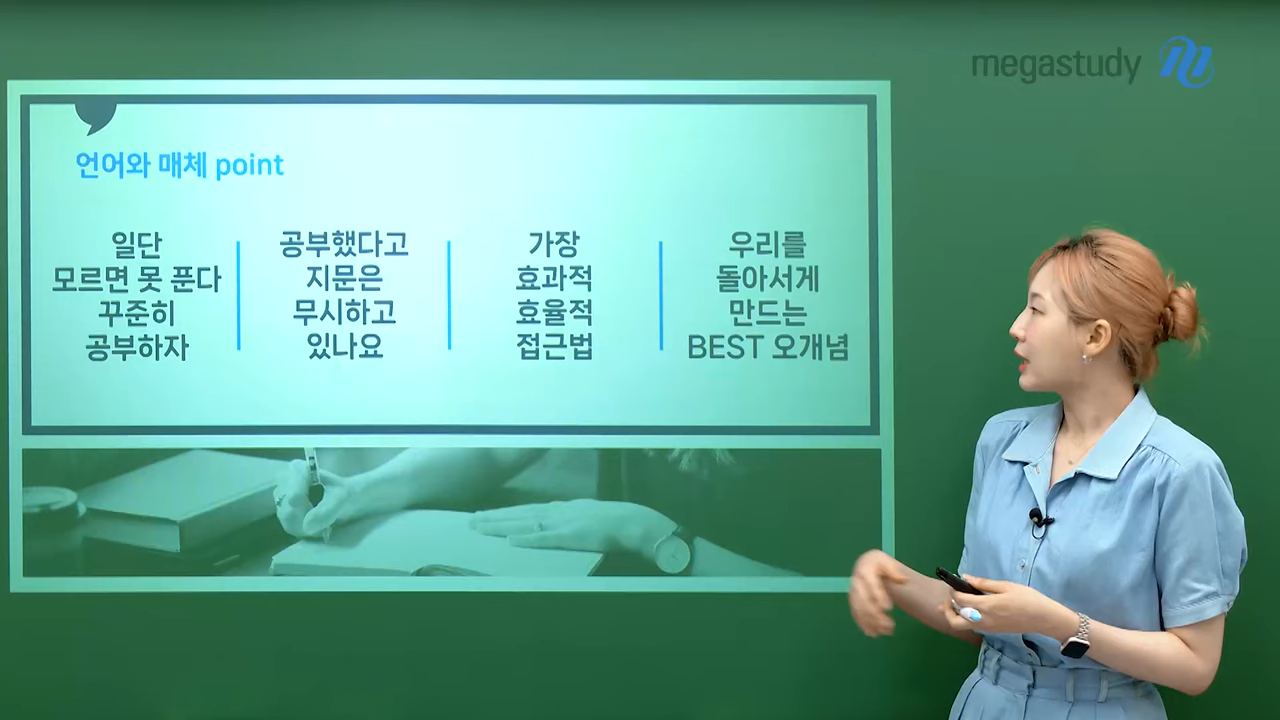 megastudy
언어와 매체 point
일단
모르면 못 푼다
꾸준히
공부하자
공부했다고
지문은
무시하고
있나요
가장
효과적
효율적
접근법
우리를
돌아서게
만드는
BEST 오개념